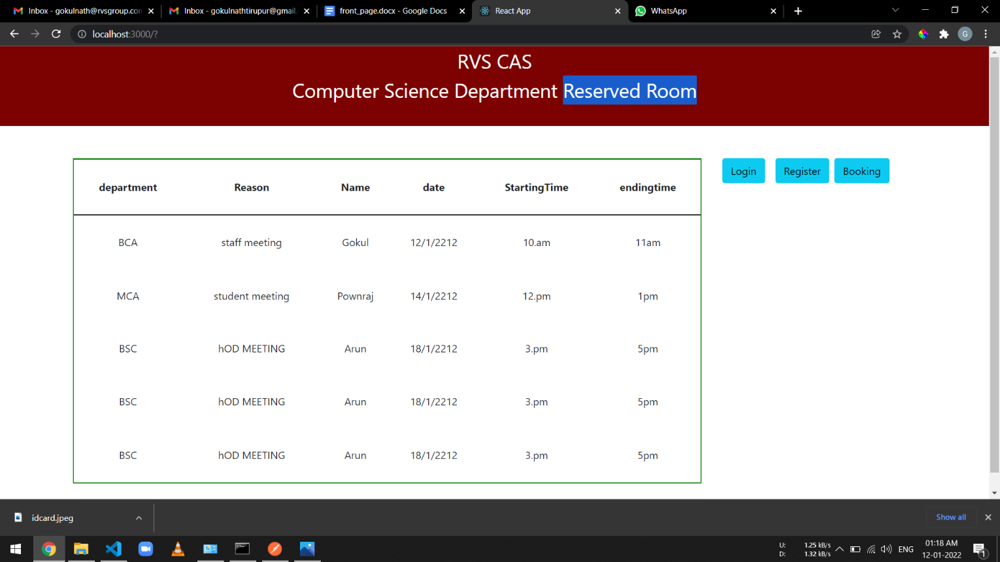 Inbox - gokulnath@rvsgroup.con
Inbox - gokulnathtirupur@gmail.
front_page.docx - Google Docs
React App
WhatsApp
localhost:3000/?
G
RVS CAS
Computer Science Department Reserved Room
Login Register Booking
department Reason Name date StartingTime endingtime
BCA staff meeting Gokul 12/1/2212 10.am 11am
MCA student meeting Pownraj 14/1/2212 12.pm 1pm
BSC hOD MEETING Arun 18/1/2212 3.pm 5pm
BSC hOD MEETING Arun 18/1/2212 3.pm 5pm
BSC hOD MEETING Arun 18/1/2212 3.pm 5pm
idcard.jpeg
Show all
U: 1.25 kB/s
D: 1.32 kB/s
ENG
01:18 AM
12-01-2022
1